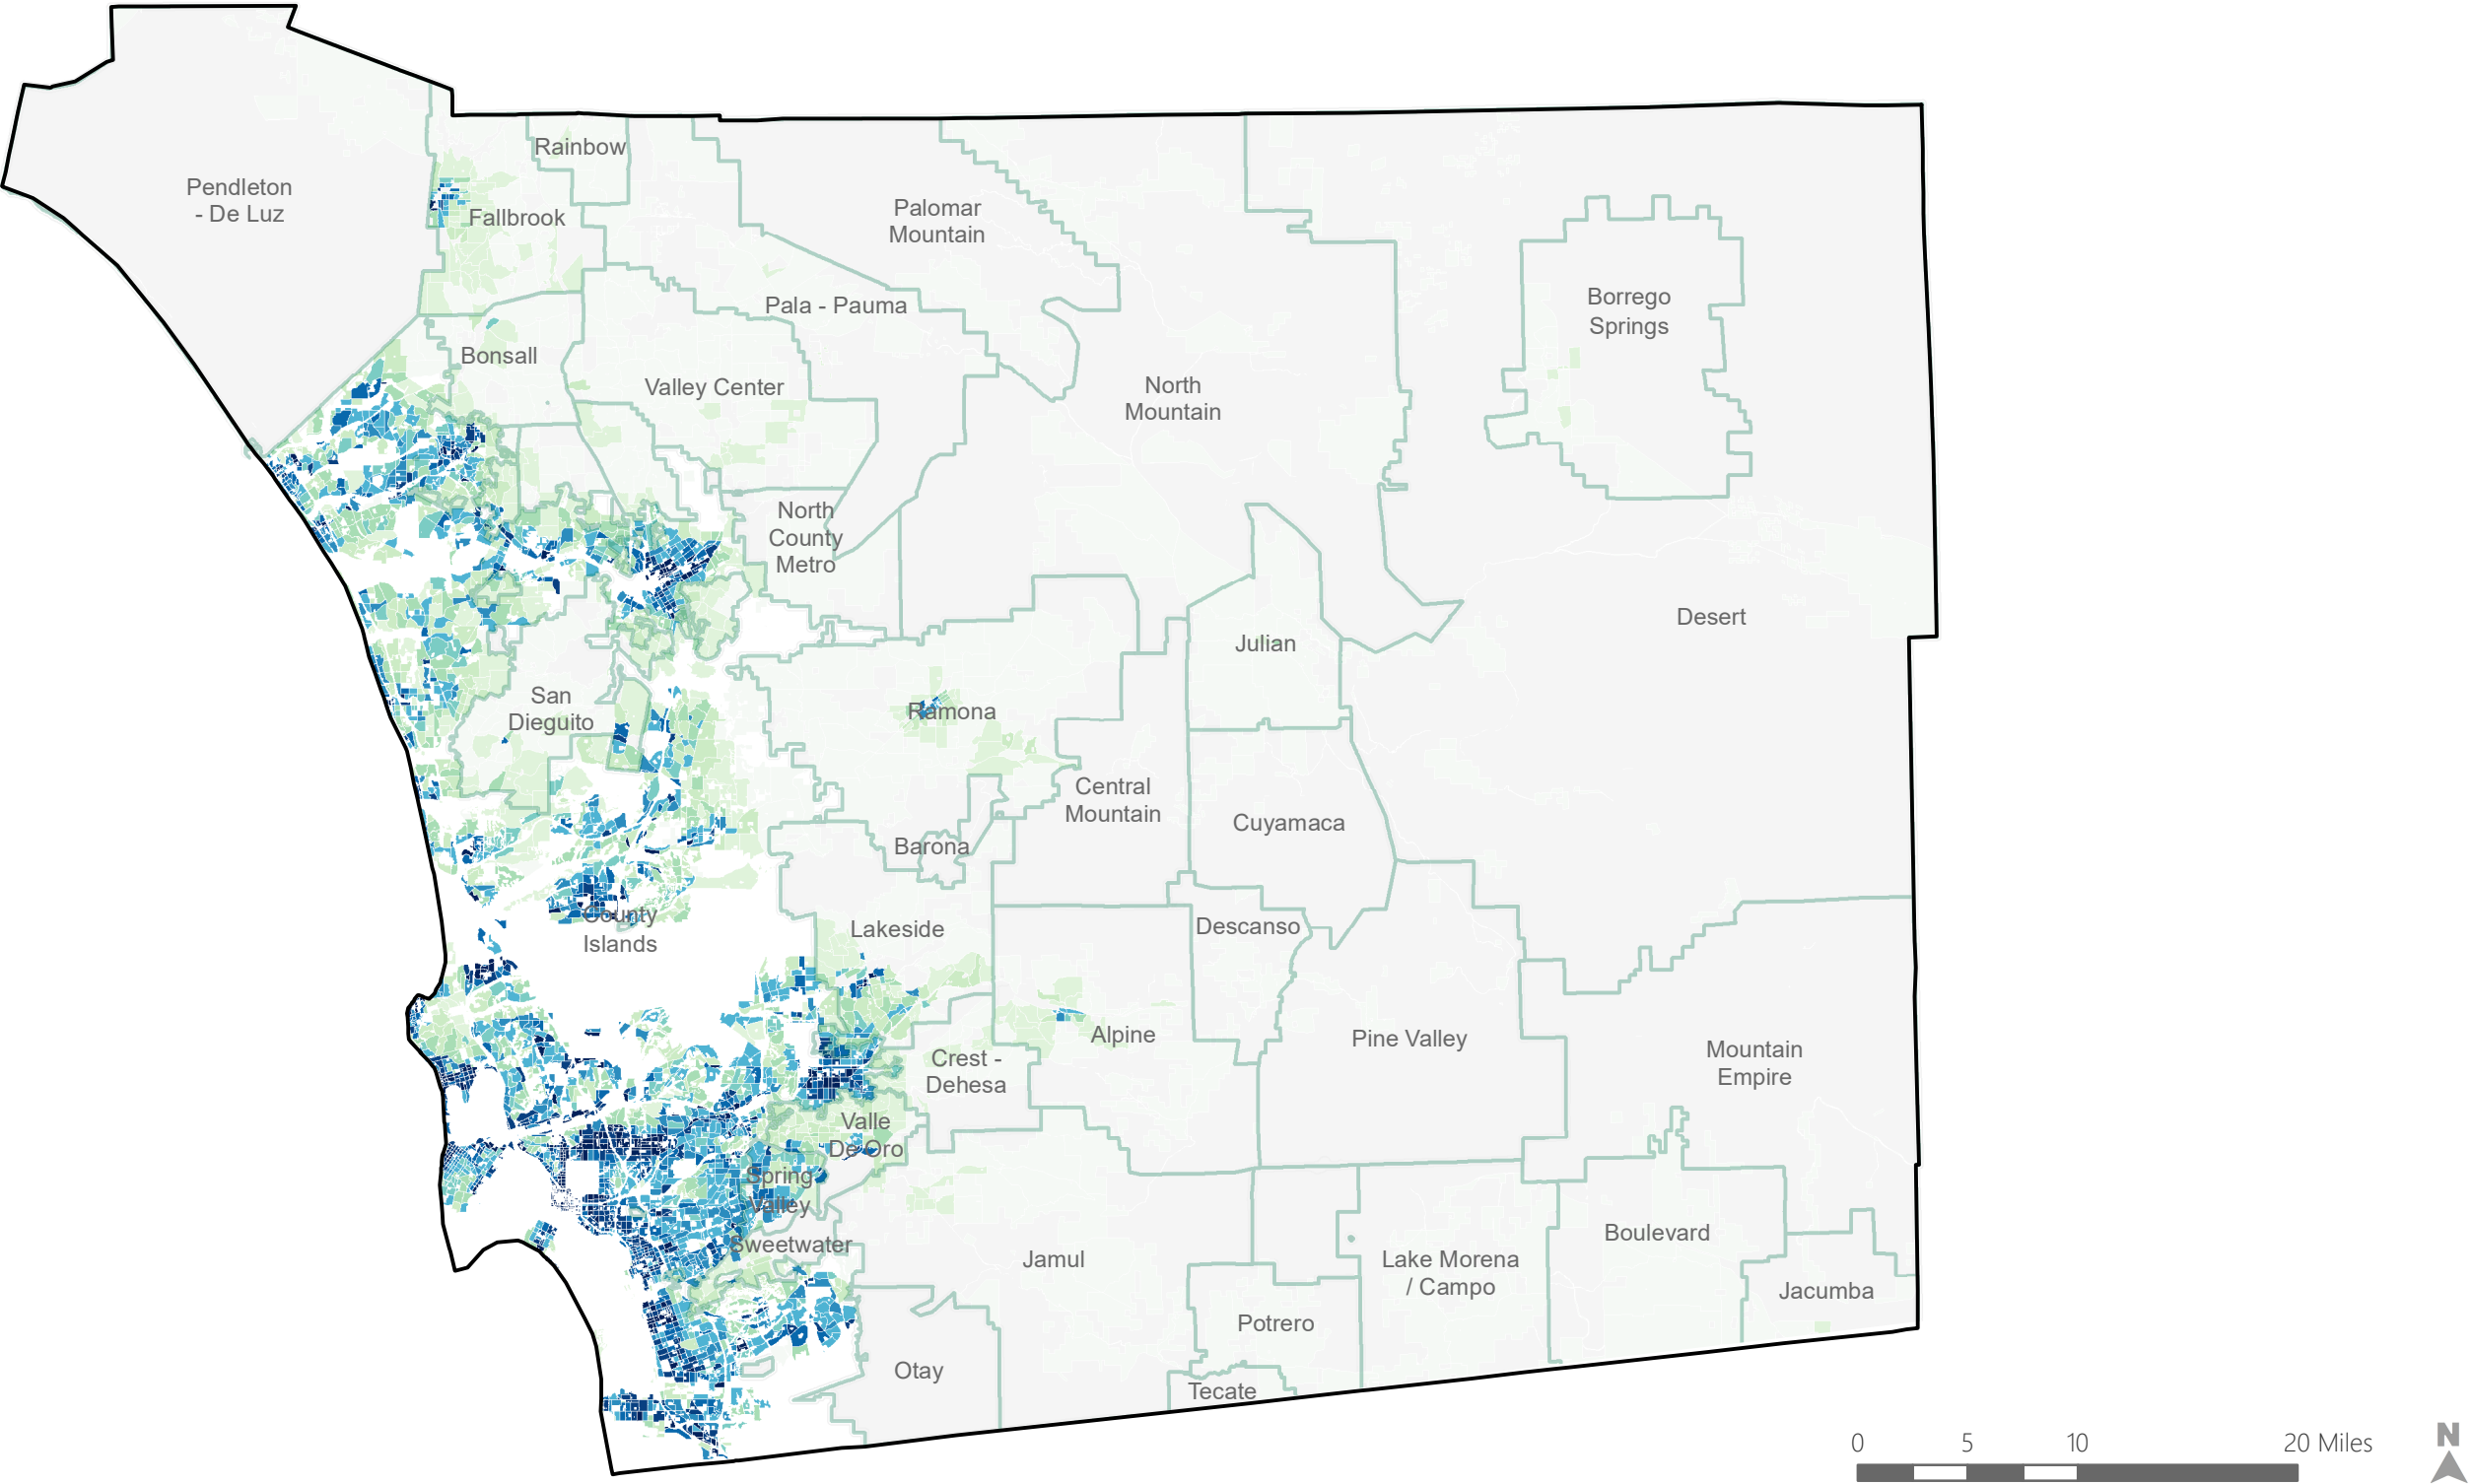 Rainbow
Pendleton
- De Luz
Fallbrook
Palomar
Mountain
Borrego
Springs
Pala - Pauma
Bonsall
Valley Center
North
Mountain
North
County
Metro
Desert
Julian
San
Dieguito
Ramona
Central
Mountain
Cuyamaca
Barona
County
Islands
Lakeside
Descanso
Alpine
Pine Valley
Crest -
Dehesa
Mountain
Empire
Valle
De Oro
Spring
Valley
Sweetwater
Jamul
Lake Morena
/ Campo
Boulevard
Jacumba
Potrero
Otay
Tecate
0 5 10 20 Miles
N